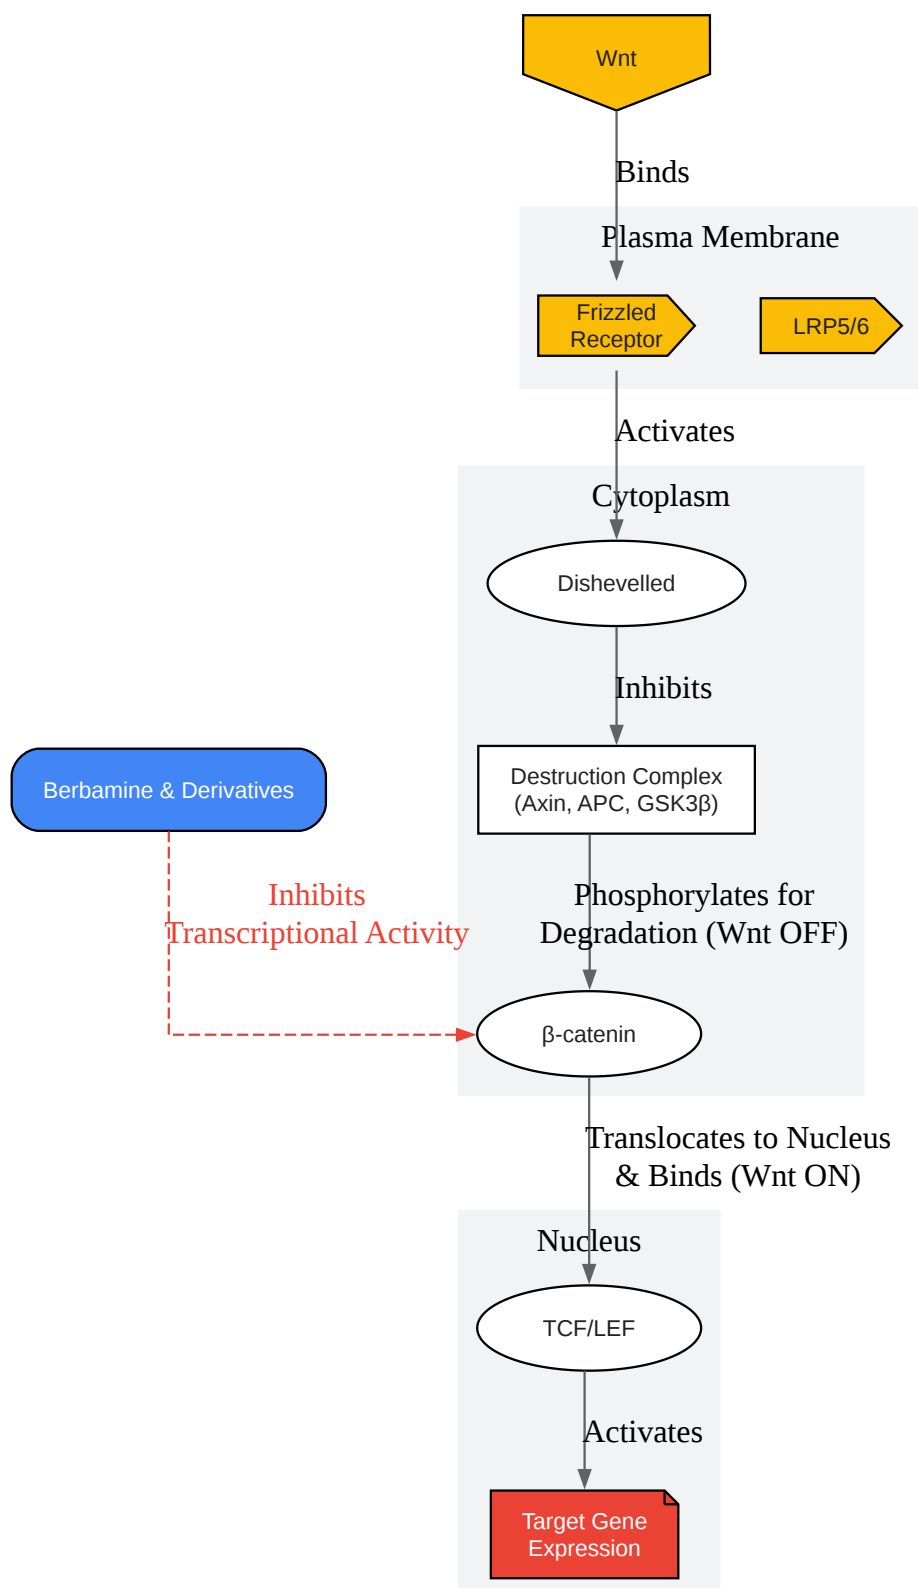 Wnt
Binds
Plasma Membrane
Frizzled
Receptor
LRP5/6
Activates
Cytoplasm
Dishevelled
Inhibits
Destruction Complex
(Axin, APC, GSK3β)
Berbamine & Derivatives
Inhibits
Transcriptional Activity
Phosphorylates for
Degradation (Wnt OFF)
β-catenin
Translocates to Nucleus
& Binds (Wnt ON)
Nucleus
TCF/LEF
Activates
Target Gene
Expression